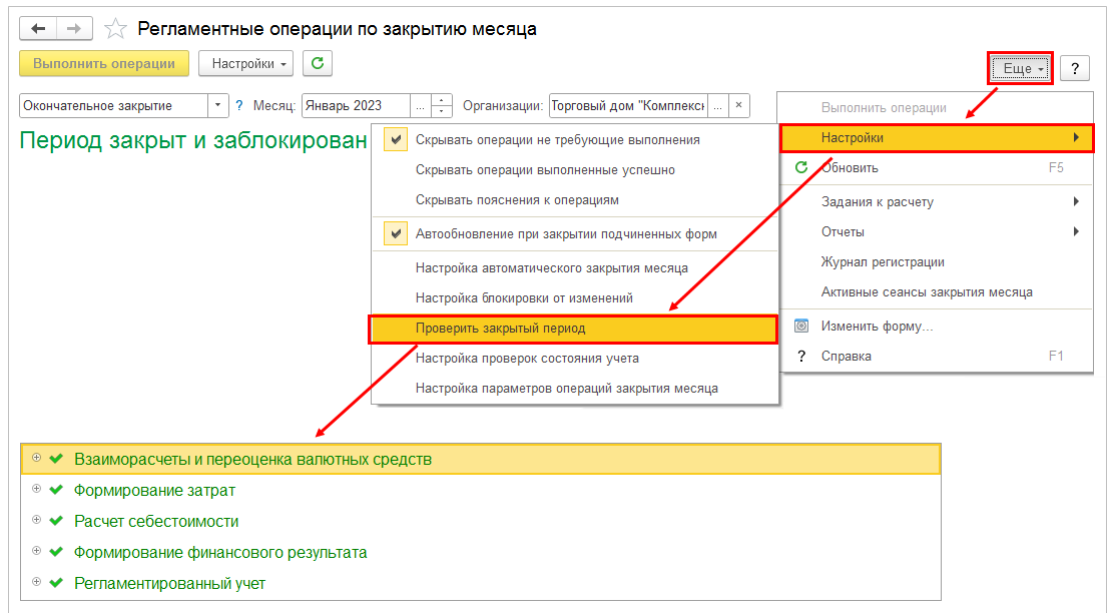 Регламентные операции по закрытию месяца
Выполнить операции Настройки Еще ?
Окончательное закрытие ? Месяц: Январь 2023 ... Организации: Торговый дом "Комплексн ... ×
Период закрыт и заблокирован
Выполнить операции
Настройки
Обновить F5
Задания к расчету
Отчеты
Журнал регистрации
Активные сеансы закрытия месяца
Изменить форму...
? Справка F1
Скрывать операции не требующие выполнения
Скрывать операции выполненные успешно
Скрывать пояснения к операциям
Автообновление при закрытии подчиненных форм
Настройка автоматического закрытия месяца
Настройка блокировки от изменений
Проверить закрытый период
Настройка проверок состояния учета
Настройка параметров операций закрытия месяца
Взаиморасчеты и переоценка валютных средств
Формирование затрат
Расчет себестоимости
Формирование финансового результата
Регламентированный учет